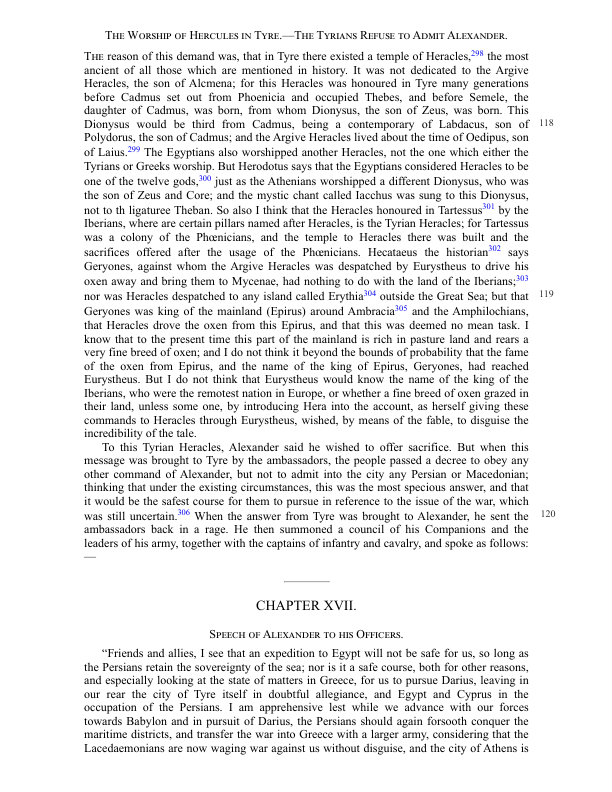 The Worship of Hercules in Tyre.—The Tyrians Refuse to Admit Alexander.
The reason of this demand was, that in Tyre there existed a temple of Heracles,298 the most
ancient of all those which are mentioned in history. It was not dedicated to the Argive
Heracles, the son of Alcmena; for this Heracles was honoured in Tyre many generations
before Cadmus set out from Phoenicia and occupied Thebes, and before Semele, the
daughter of Cadmus, was born, from whom Dionysus, the son of Zeus, was born. This
Dionysus would be third from Cadmus, being a contemporary of Labdacus, son of 118
Polydorus, the son of Cadmus; and the Argive Heracles lived about the time of Oedipus, son
of Laius.299 The Egyptians also worshipped another Heracles, not the one which either the
Tyrians or Greeks worship. But Herodotus says that the Egyptians considered Heracles to be
one of the twelve gods,300 just as the Athenians worshipped a different Dionysus, who was
the son of Zeus and Core; and the mystic chant called Iacchus was sung to this Dionysus,
not to th ligaturee Theban. So also I think that the Heracles honoured in Tartessus301 by the
Iberians, where are certain pillars named after Heracles, is the Tyrian Heracles; for Tartessus
was a colony of the Phœnicians, and the temple to Heracles there was built and the
sacrifices offered after the usage of the Phœnicians. Hecataeus the historian302 says
Geryones, against whom the Argive Heracles was despatched by Eurystheus to drive his
oxen away and bring them to Mycenae, had nothing to do with the land of the Iberians;303
nor was Heracles despatched to any island called Erythia304 outside the Great Sea; but that 119
Geryones was king of the mainland (Epirus) around Ambracia305 and the Amphilochians,
that Heracles drove the oxen from this Epirus, and that this was deemed no mean task. I
know that to the present time this part of the mainland is rich in pasture land and rears a
very fine breed of oxen; and I do not think it beyond the bounds of probability that the fame
of the oxen from Epirus, and the name of the king of Epirus, Geryones, had reached
Eurystheus. But I do not think that Eurystheus would know the name of the king of the
Iberians, who were the remotest nation in Europe, or whether a fine breed of oxen grazed in
their land, unless some one, by introducing Hera into the account, as herself giving these
commands to Heracles through Eurystheus, wished, by means of the fable, to disguise the
incredibility of the tale.
To this Tyrian Heracles, Alexander said he wished to offer sacrifice. But when this
message was brought to Tyre by the ambassadors, the people passed a decree to obey any
other command of Alexander, but not to admit into the city any Persian or Macedonian;
thinking that under the existing circumstances, this was the most specious answer, and that
it would be the safest course for them to pursue in reference to the issue of the war, which
was still uncertain.306 When the answer from Tyre was brought to Alexander, he sent the 120
ambassadors back in a rage. He then summoned a council of his Companions and the
leaders of his army, together with the captains of infantry and cavalry, and spoke as follows:
—
CHAPTER XVII.
Speech of Alexander to his Officers.
“Friends and allies, I see that an expedition to Egypt will not be safe for us, so long as
the Persians retain the sovereignty of the sea; nor is it a safe course, both for other reasons,
and especially looking at the state of matters in Greece, for us to pursue Darius, leaving in
our rear the city of Tyre itself in doubtful allegiance, and Egypt and Cyprus in the
occupation of the Persians. I am apprehensive lest while we advance with our forces
towards Babylon and in pursuit of Darius, the Persians should again forsooth conquer the
maritime districts, and transfer the war into Greece with a larger army, considering that the
Lacedaemonians are now waging war against us without disguise, and the city of Athens is